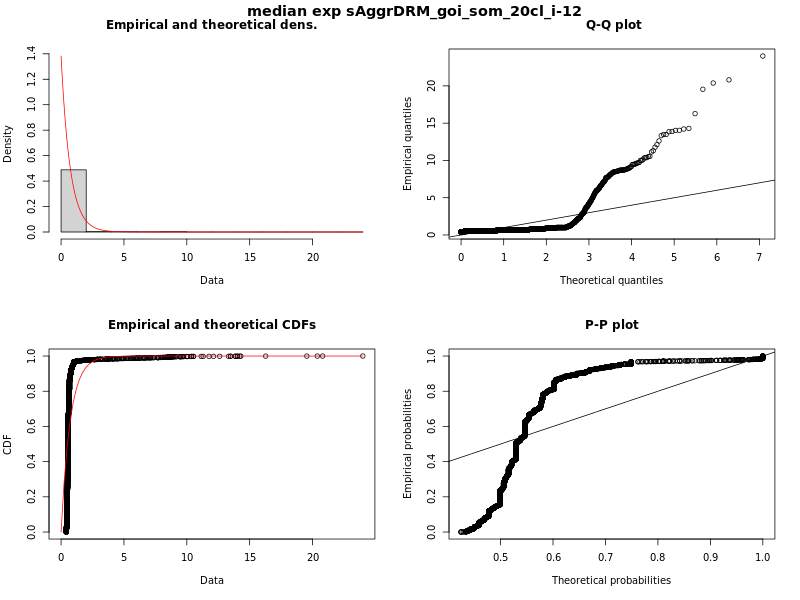 median exp sAggrDRM_goi_som_20cl_i-12
Empirical and theoretical dens.
Density
0.0 0.2 0.4 0.6 0.8 1.0 1.2 1.4
0 5 10 15 20
Data
Q-Q plot
Empirical quantiles
0 5 10 15 20
0 1 2 3 4 5 6 7
Theoretical quantiles
Empirical and theoretical CDFs
CDF
0.0 0.2 0.4 0.6 0.8 1.0
0 5 10 15 20
Data
P-P plot
Empirical probabilities
0.0 0.2 0.4 0.6 0.8 1.0
0.5 0.6 0.7 0.8 0.9 1.0
Theoretical probabilities